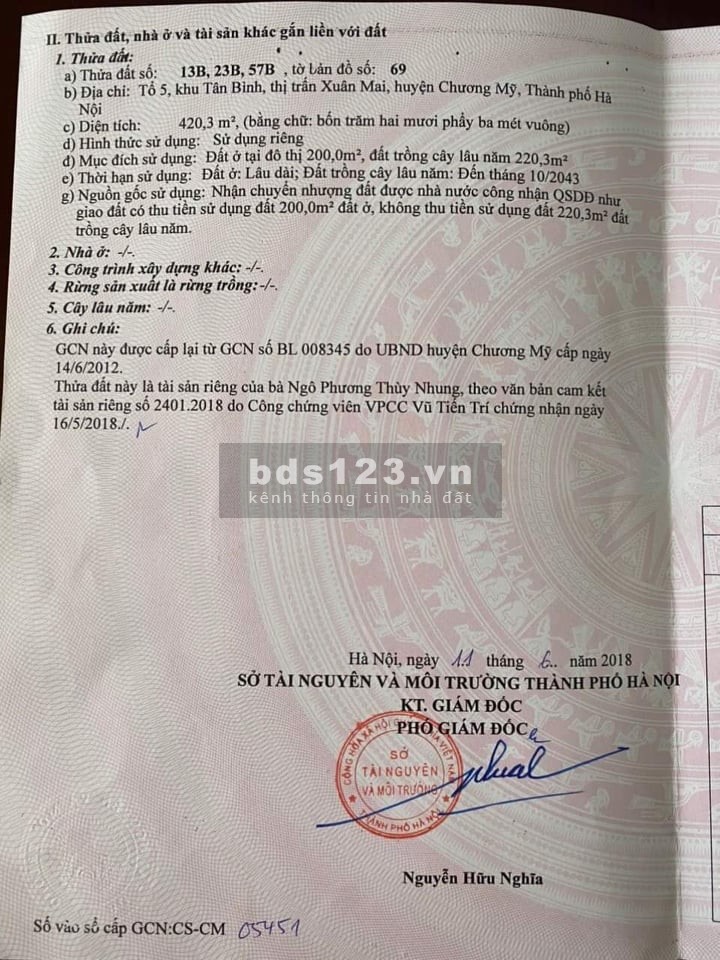 II. Thửa đất, nhà ở và tài sản khác gắn liền với đất
1. Thửa đất:
a) Thửa đất số: 13B, 23B, 57B , tờ bản đồ số: 69
b) Địa chỉ: Tổ 5, khu Tân Bình, thị trấn Xuân Mai, huyện Chương Mỹ, Thành phố Hà
Nội
c) Diện tích: 420,3 m², (bằng chữ: bốn trăm hai mươi phẩy ba mét vuông)
d) Hình thức sử dụng: Sử dụng riêng
đ) Mục đích sử dụng: Đất ở tại đô thị 200,0m², đất trồng cây lâu năm 220,3m²
e) Thời hạn sử dụng: Đất ở: Lâu dài; Đất trồng cây lâu năm: Đến tháng 10/2043
g) Nguồn gốc sử dụng: Nhận chuyển nhượng đất được nhà nước công nhận QSDĐ như
giao đất có thu tiền sử dụng đất 200,0m² đất ở, không thu tiền sử dụng đất 220,3m² đất
trồng cây lâu năm.
2. Nhà ở: -/-.
3. Công trình xây dựng khác: -/-.
4. Rừng sản xuất là rừng trồng:-/-.
5. Cây lâu năm: -/-.
6. Ghi chú:
GCN này được cấp lại từ GCN số BL 008345 do UBND huyện Chương Mỹ cấp ngày
14/6/2012.
Thửa đất này là tài sản riêng của bà Ngô Phương Thùy Nhung, theo văn bản cam kết
tài sản riêng số 2401.2018 do Công chứng viên VPCC Vũ Tiến Trí chứng nhận ngày
16/5/2018./.
bds123.vn
kênh thông tin nhà đất
Hà Nội, ngày 11 tháng 6.. năm 2018
SỞ TÀI NGUYÊN VÀ MÔI TRƯỜNG THÀNH PHỐ HÀ NỘI
KT. GIÁM ĐỐC
PHÓ GIÁM ĐỐC
SỞ
TÀI NGUYÊN
VÀ MÔI TRƯỜNG
THÀNH PHỐ HÀ NỘI
Nguyễn Hữu Nghĩa
Số vào sổ cấp GCN:CS-CM 05451